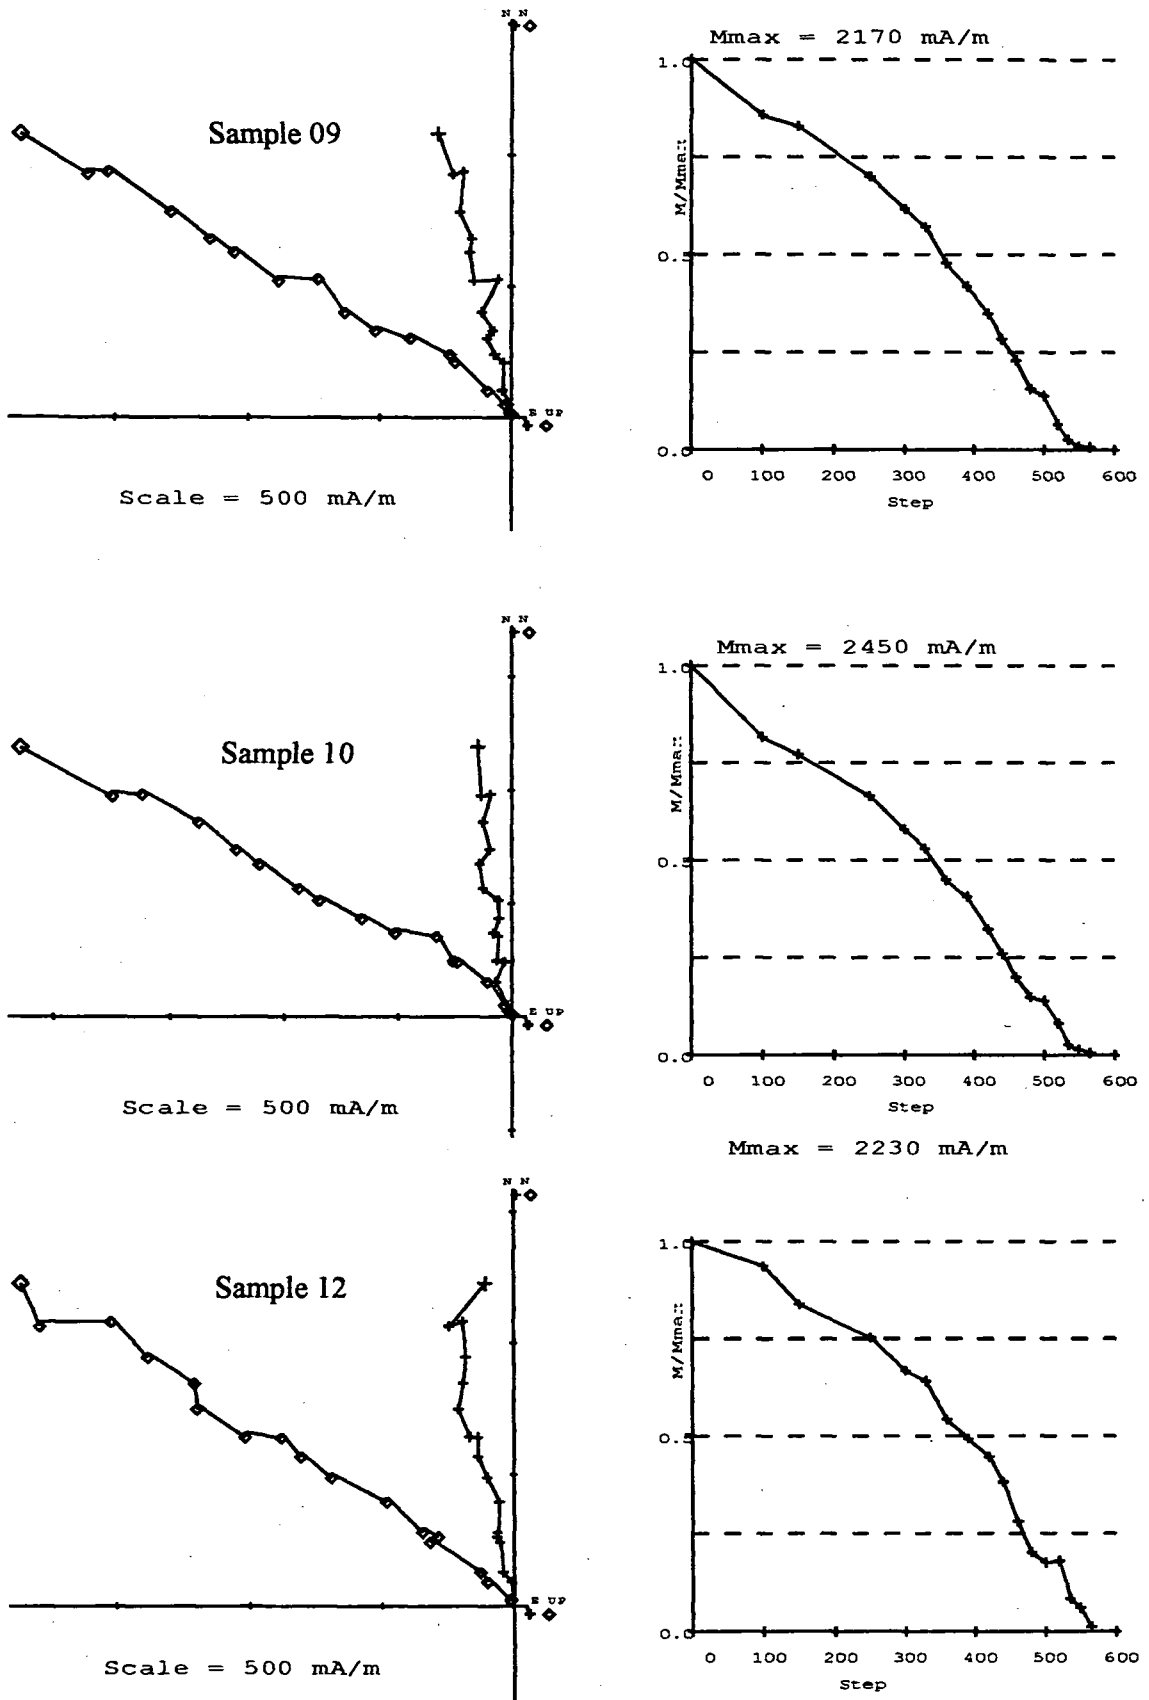 N N
Sample 09
E UP
Scale = 500 mA/m
Mmax = 2170 mA/m
1.0
M/Mmax
0.5
0.0
0 100 200 300 400 500 600
Step
N N
Sample 10
E UP
Scale = 500 mA/m
Mmax = 2450 mA/m
1.0
M/Mmax
0.5
0.0
0 100 200 300 400 500 600
Step
N N
Sample 12
E UP
Scale = 500 mA/m
Mmax = 2230 mA/m
1.0
M/Mmax
0.5
0.0
0 100 200 300 400 500 600
Step